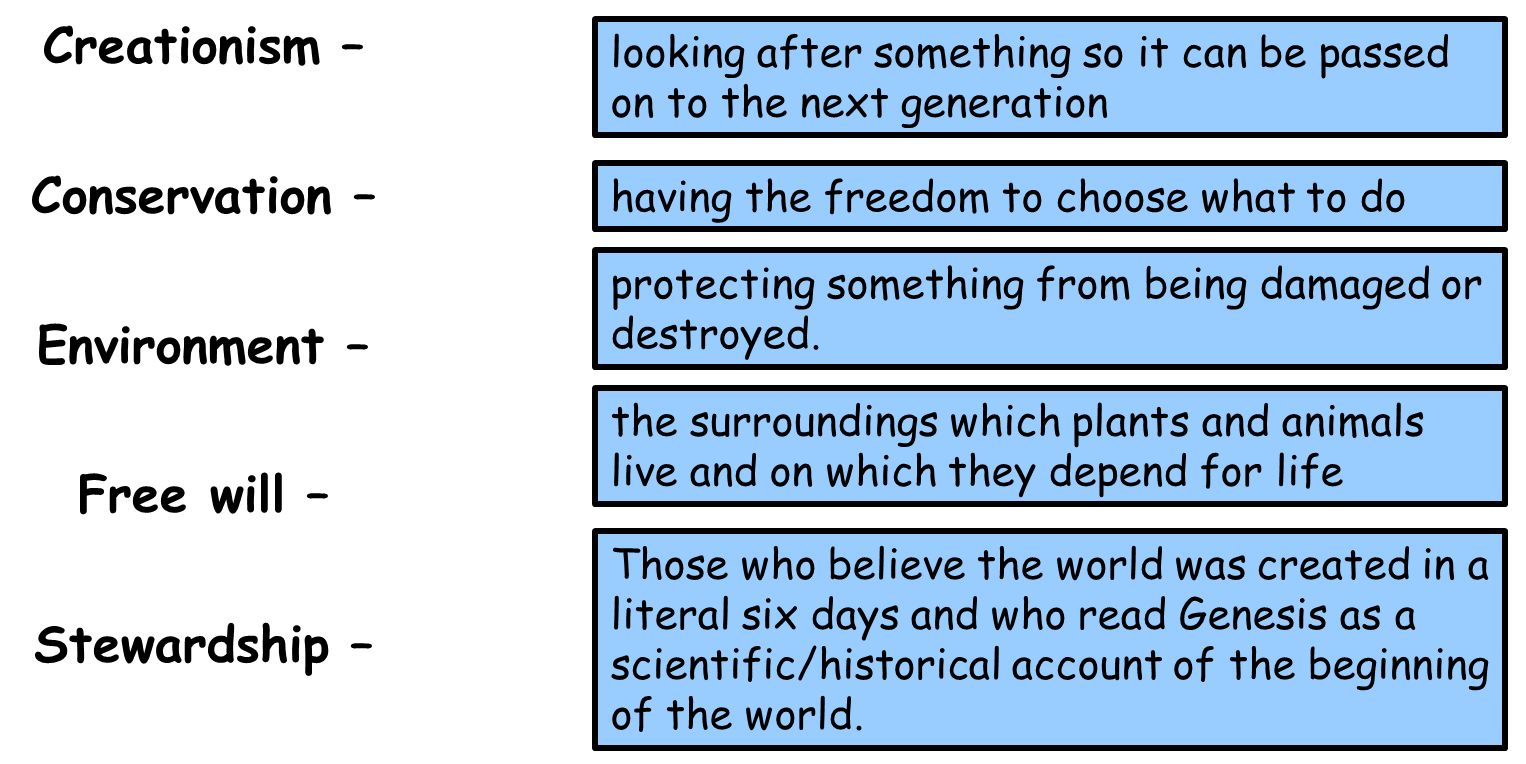 Creationism –
Conservation –
Environment –
Free will –
Stewardship –
looking after something so it can be passed
on to the next generation
having the freedom to choose what to do
protecting something from being damaged or
destroyed.
the surroundings which plants and animals
live and on which they depend for life
Those who believe the world was created in a
literal six days and who read Genesis as a
scientific/historical account of the beginning
of the world.